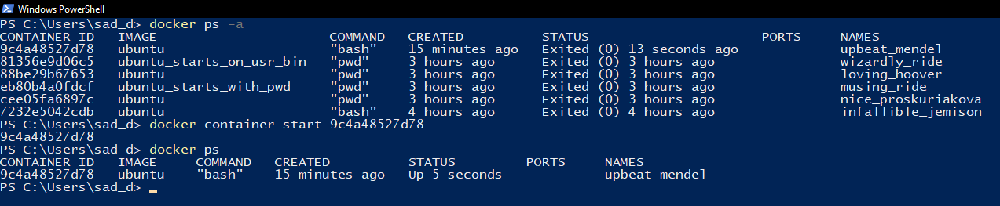 Windows PowerShell
PS C:\Users\sad_d> docker ps -a
CONTAINER ID   IMAGE                      COMMAND   CREATED          STATUS                      PORTS     NAMES
9c4a48527d78   ubuntu                     "bash"    15 minutes ago   Exited (0) 13 seconds ago             upbeat_mendel
81356e9d06c5   ubuntu_starts_on_usr_bin   "pwd"     3 hours ago      Exited (0) 3 hours ago                wizardly_ride
88be29b67653   ubuntu                     "pwd"     3 hours ago      Exited (0) 3 hours ago                loving_hoover
eb80b4a0fdcf   ubuntu_starts_with_pwd     "pwd"     3 hours ago      Exited (0) 3 hours ago                musing_ride
cee05fa6897c   ubuntu                     "pwd"     3 hours ago      Exited (0) 3 hours ago                nice_proskuriakova
7232e5042cdb   ubuntu                     "bash"    4 hours ago      Exited (0) 4 hours ago                infallible_jemison
PS C:\Users\sad_d> docker container start 9c4a48527d78
9c4a48527d78
PS C:\Users\sad_d> docker ps
CONTAINER ID   IMAGE     COMMAND   CREATED          STATUS         PORTS     NAMES
9c4a48527d78   ubuntu    "bash"    15 minutes ago   Up 5 seconds             upbeat_mendel
PS C:\Users\sad_d>